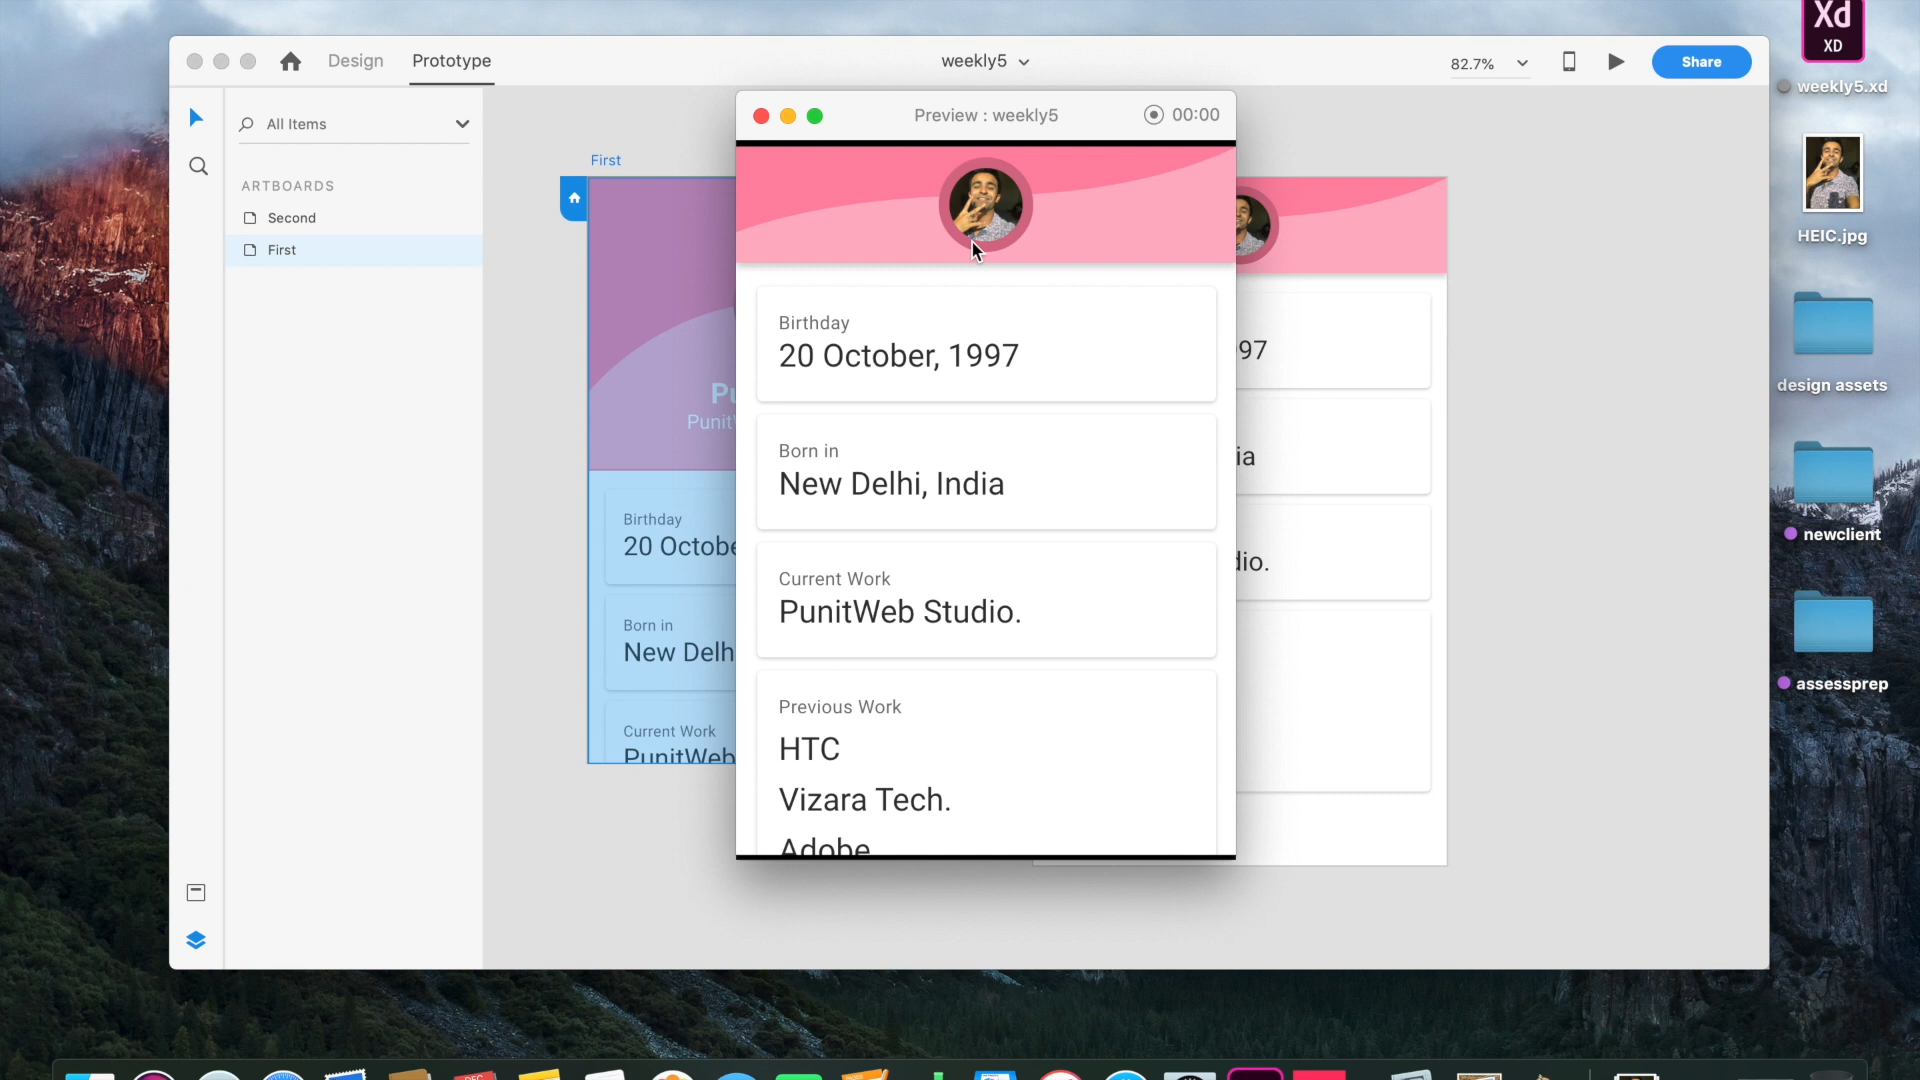 Design
Prototype
weekly5
82.7%
Share
All Items
ARTBOARDS
Second
First
First
Pu
Punit
Birthday
20 Octobe
Born in
New Delh
Current Work
PunitWeb
Preview : weekly5
00:00
Birthday
20 October, 1997
Born in
New Delhi, India
Current Work
PunitWeb Studio.
Previous Work
HTC
Vizara Tech.
Adobe
97
ia
dio.
Xd
XD
weekly5.xd
HEIC.jpg
design assets
newclient
assessprep
DEC